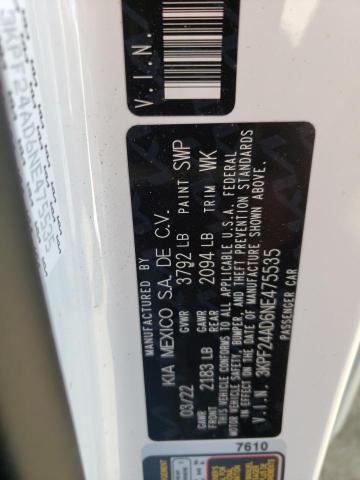 V.I.N.
3KPF24AD6NE475535
MANUFACTURED BY
KIA MEXICO S.A. DE C.V.
03/22 GVWR 3792 LB PAINT SWP
GAWR FRONT 2183 LB GAWR REAR 2094 LB TRIM WK
THIS VEHICLE CONFORMS TO ALL APPLICABLE U.S.A. FEDERAL
MOTOR VEHICLE SAFETY, BUMPER, AND THEFT PREVENTION STANDARDS
IN EFFECT ON THE DATE OF MANUFACTURE SHOWN ABOVE.
V.I.N. 3KPF24AD6NE475535
PASSENGER CAR
7610